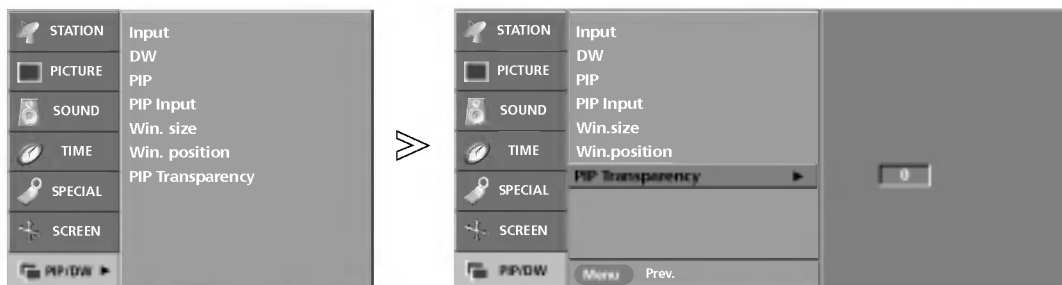 STATION
PICTURE
SOUND
TIME
SPECIAL
SCREEN
PIP/DW
Input
DW
PIP
PIP Input
Win. size
Win. position
PIP Transparency
STATION
PICTURE
SOUND
TIME
SPECIAL
SCREEN
PIP/DW
Input
DW
PIP
PIP Input
Win.size
Win.position
PIP Transparency
Menu Prev.
0